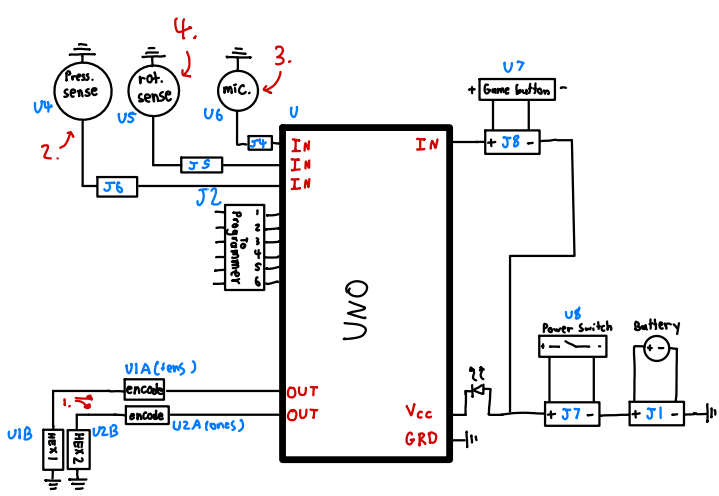 4.
3.
Press.
sense
U4
rot.
sense
U5
mic.
U6
2.
J4
J5
J6
J2
1
2
3
4
5
6
To
Programmer
U
IN
IN
IN
IN
UNO
OUT
OUT
Vcc
GRD
U7
+ Game button -
+ J8 -
U8
Power Switch
+ -
Battery
+ -
??
+ J7 -
+ J1 -
U1A (tens)
encode
1.
encode
U2A (ones)
U1B
HEX 1
HEX 2
U2B